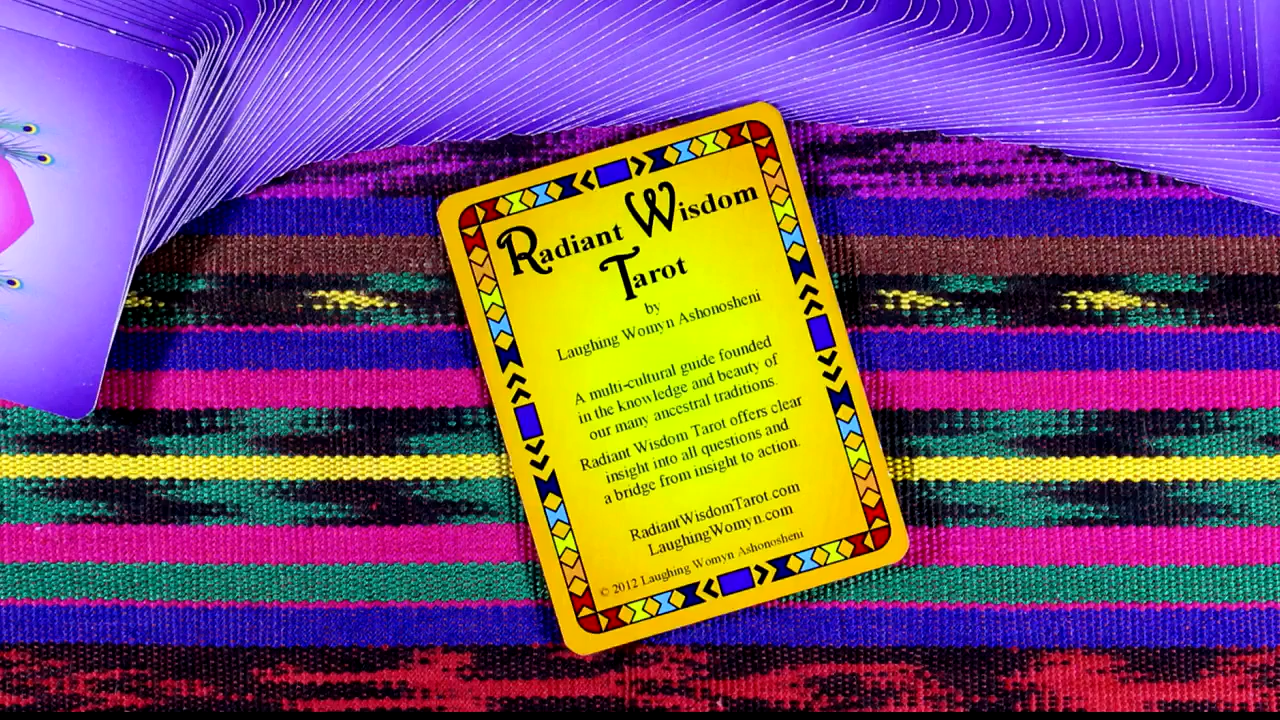 Radiant Wisdom
Tarot
by
Laughing Womyn Ashonosheni
A multi-cultural guide founded
in the knowledge and beauty of
our many ancestral traditions.
Radiant Wisdom Tarot offers clear
insight into all questions and
a bridge from insight to action.
RadiantWisdomTarot.com
LaughingWomyn.com
© 2012 Laughing Womyn Ashonosheni